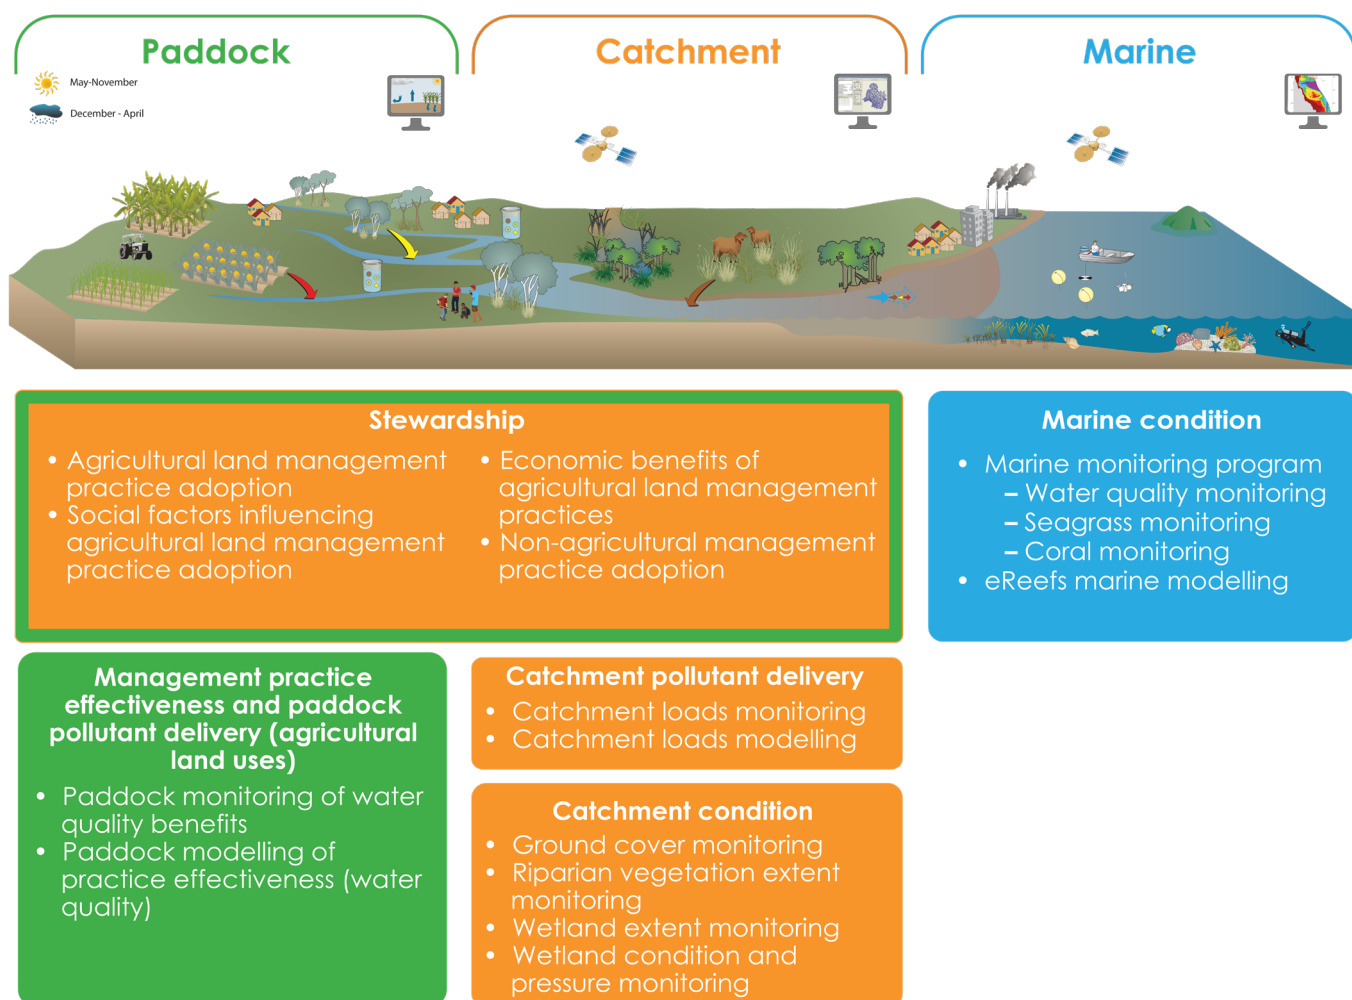 Paddock
Catchment
Marine
May-November
December - April
Stewardship
• Agricultural land management
practice adoption
• Social factors influencing
agricultural land management
practice adoption
• Economic benefits of
agricultural land management
practices
• Non-agricultural management
practice adoption
Marine condition
• Marine monitoring program
– Water quality monitoring
– Seagrass monitoring
– Coral monitoring
• eReefs marine modelling
Management practice
effectiveness and paddock
pollutant delivery (agricultural
land uses)
• Paddock monitoring of water
quality benefits
• Paddock modelling of
practice effectiveness (water
quality)
Catchment pollutant delivery
• Catchment loads monitoring
• Catchment loads modelling
Catchment condition
• Ground cover monitoring
• Riparian vegetation extent
monitoring
• Wetland extent monitoring
• Wetland condition and
pressure monitoring